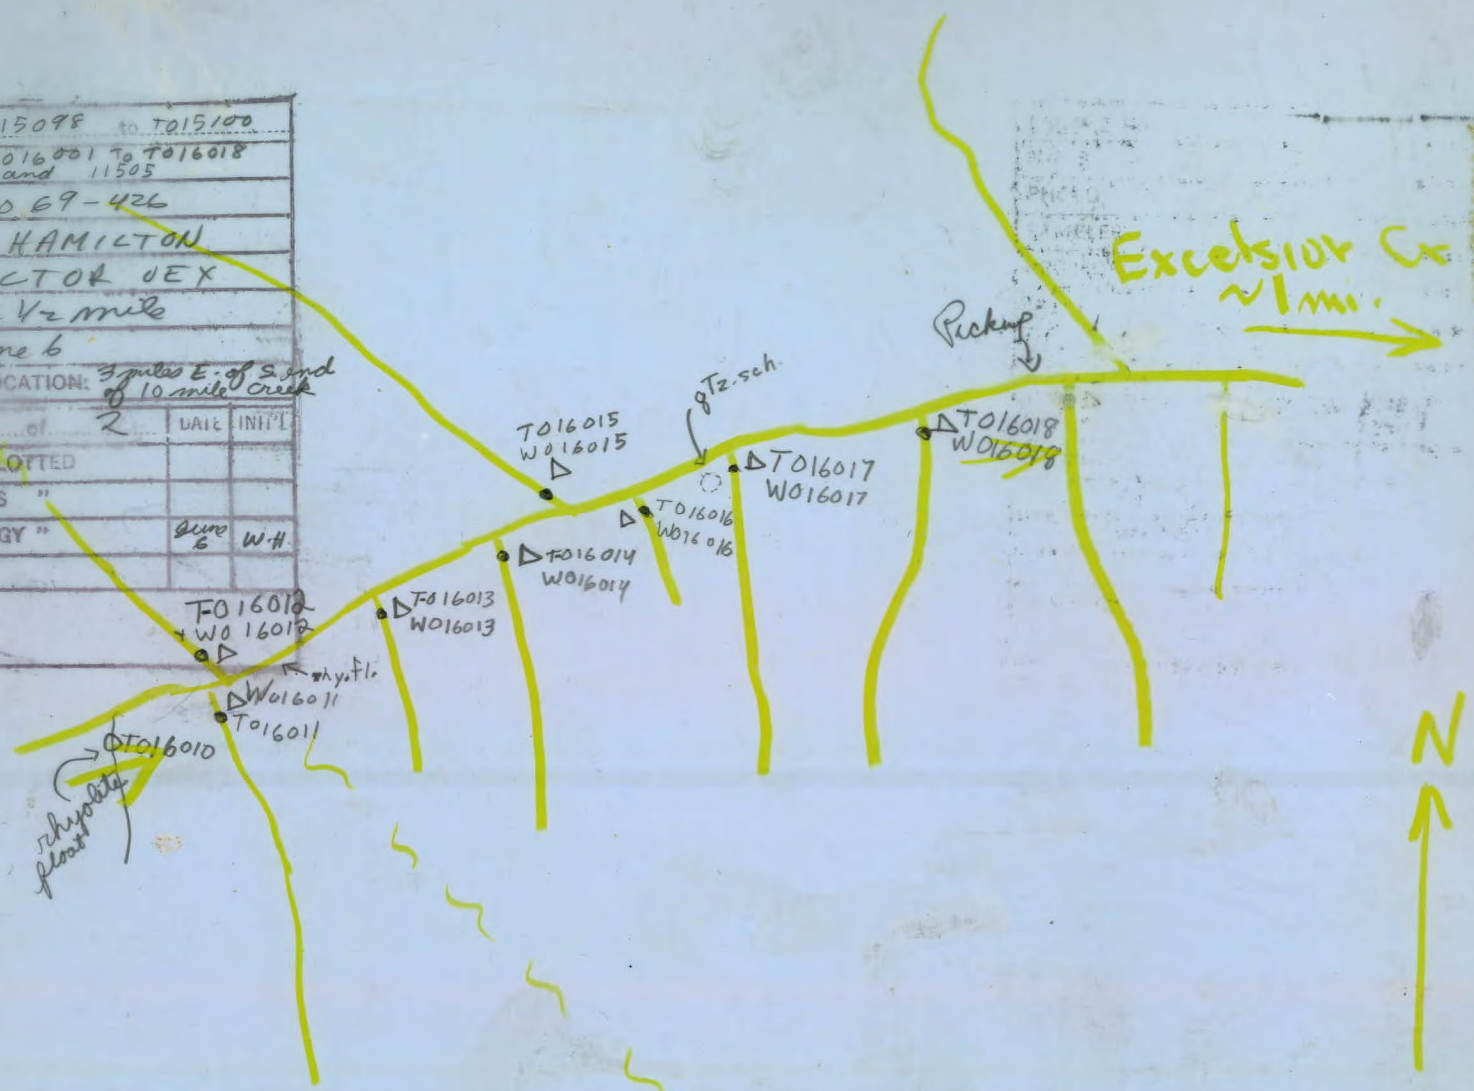 15098 to T015100
016001 To T016018
and 11505
69-426
HAMILTON
CTOR UEX
1/2 mile
ne 6
CATION: 3 miles E. of S. end
of 10 mile Creek
of 2 DATE INIT'L
LOTTED
S "
GY " June 6 W.H.
Excelsior Cr
~1 mi.
Picking
qTz. sch.
T016015
W016015
T016018
W016018
T016017
W016017
T016016
W016016
T016014
W016014
T016013
W016013
T016012
W016012
rhy. fl.
W016011
T016011
T016010
rhyolite
float
N